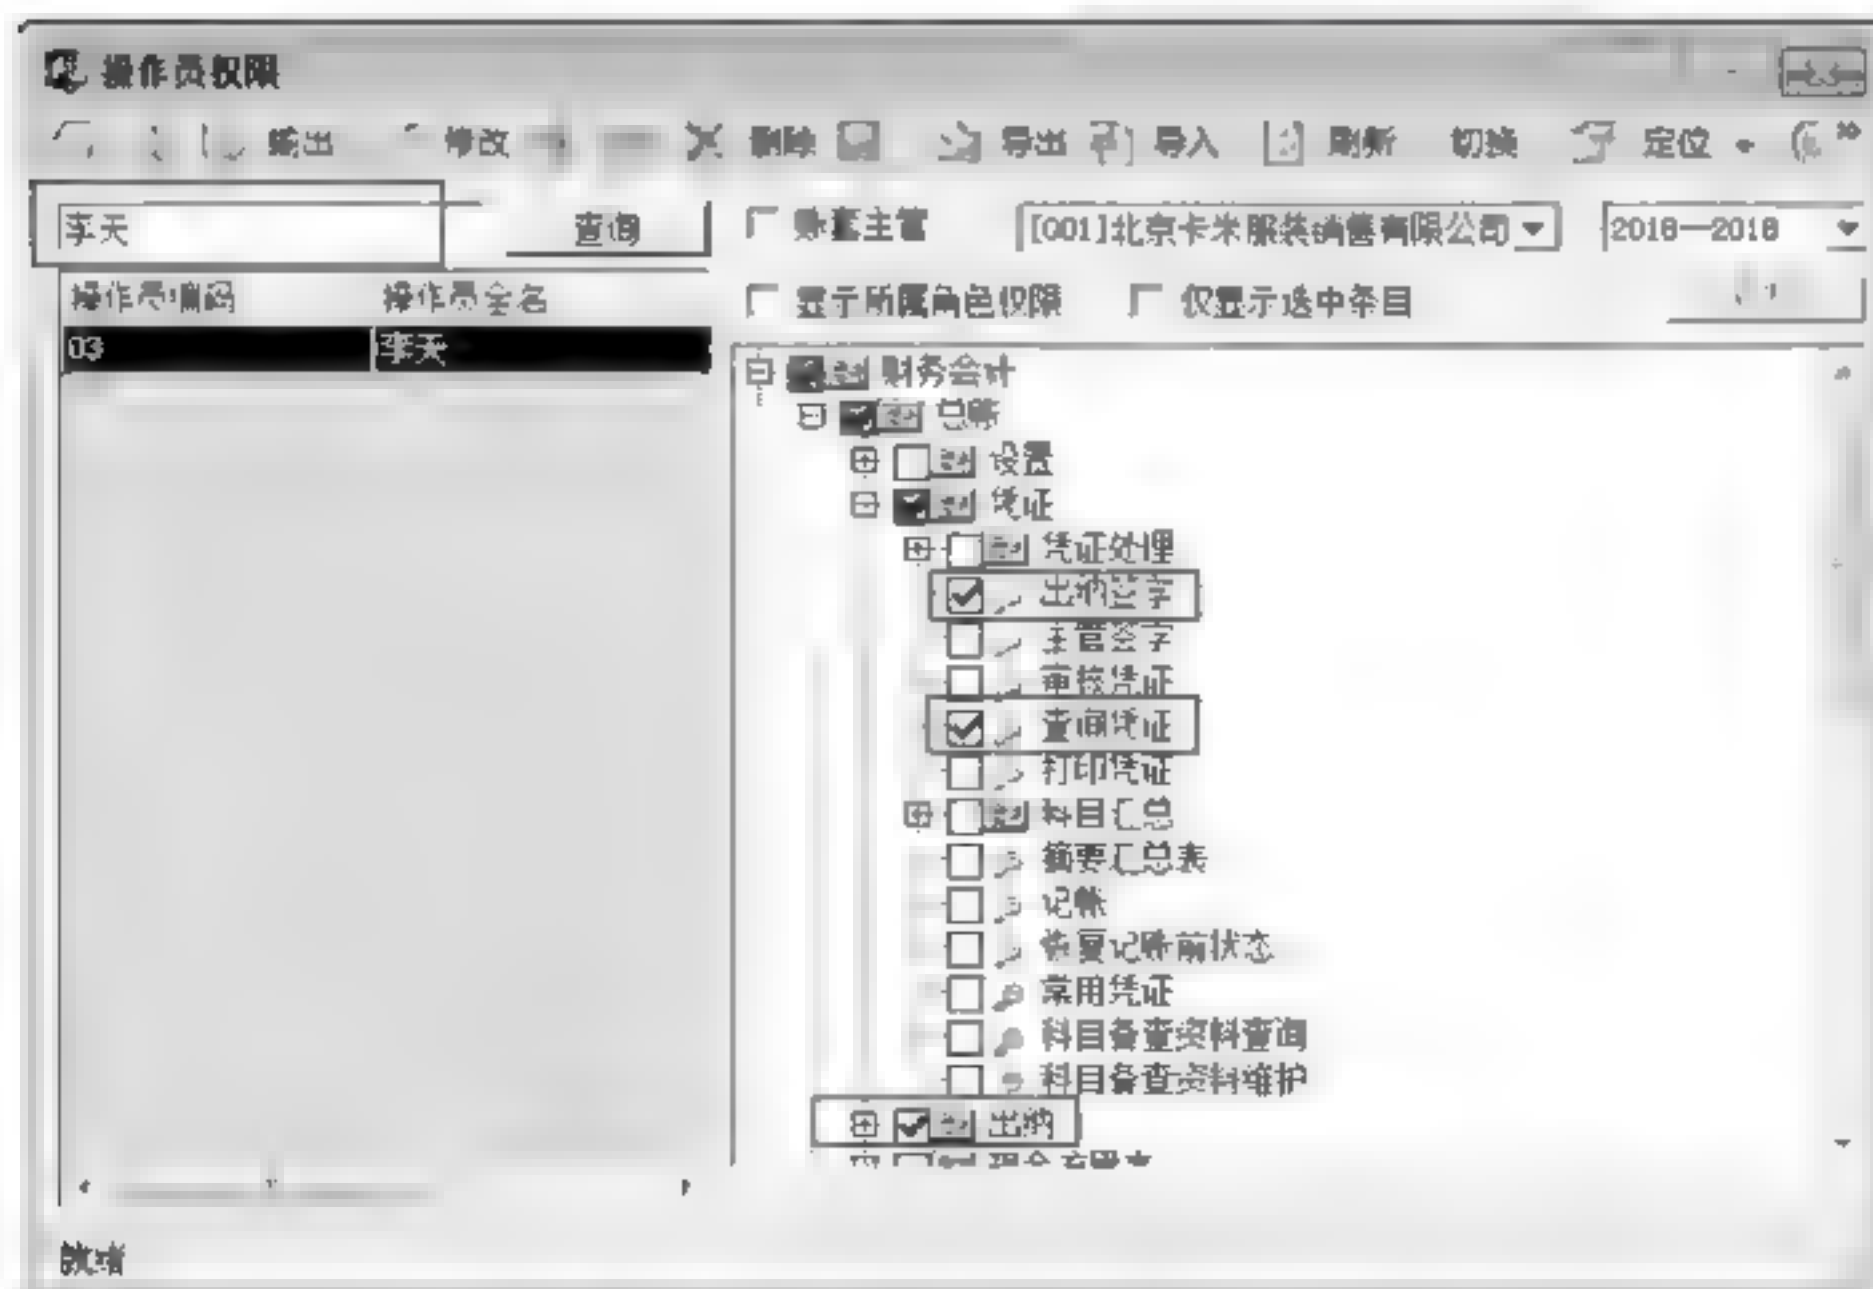 操作员权限
输出 修改 删除 导出 导入 刷新 切换 定位
李天 查询 账套主管 [001]北京卡米服装销售有限公司 2018—2018
操作员编码 操作员全名 显示所属角色权限 仅显示选中条目
03 李天
财务会计
总账
设置
凭证
凭证处理
出纳签字
主管签字
审核凭证
查询凭证
打印凭证
科目汇总
摘要汇总表
记帐
恢复记账前状态
常用凭证
科目备查资料查询
科目备查资料维护
出纳
就绪